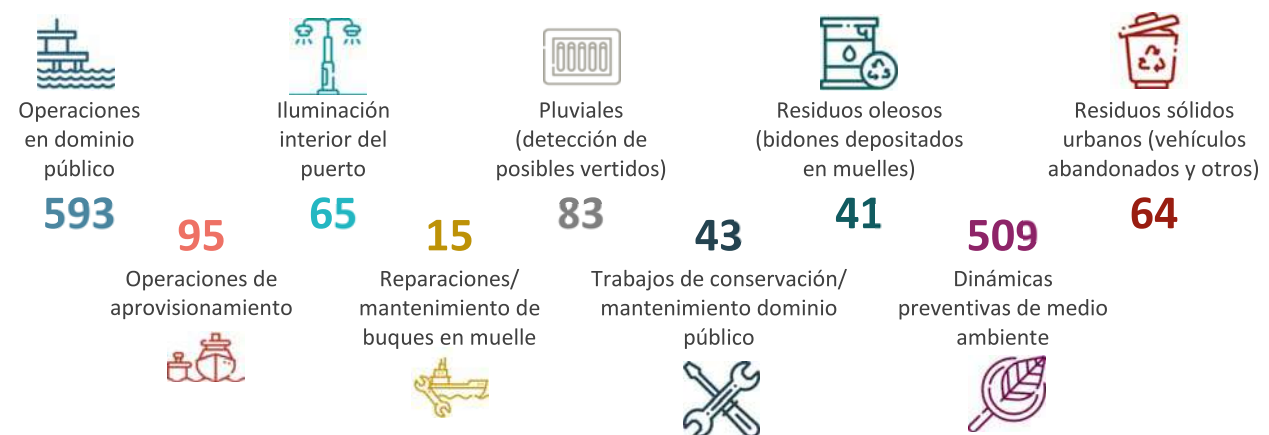 Operaciones
en dominio
público
593
95
Operaciones de
aprovisionamiento
Iluminación
interior del
puerto
65
15
Reparaciones/
mantenimiento de
buques en muelle
Pluviales
(detección de
posibles vertidos)
83
43
Trabajos de conservación/
mantenimiento dominio
público
Residuos oleosos
(bidones depositados
en muelles)
41
509
Dinámicas
preventivas de medio
ambiente
Residuos sólidos
urbanos (vehículos
abandonados y otros)
64